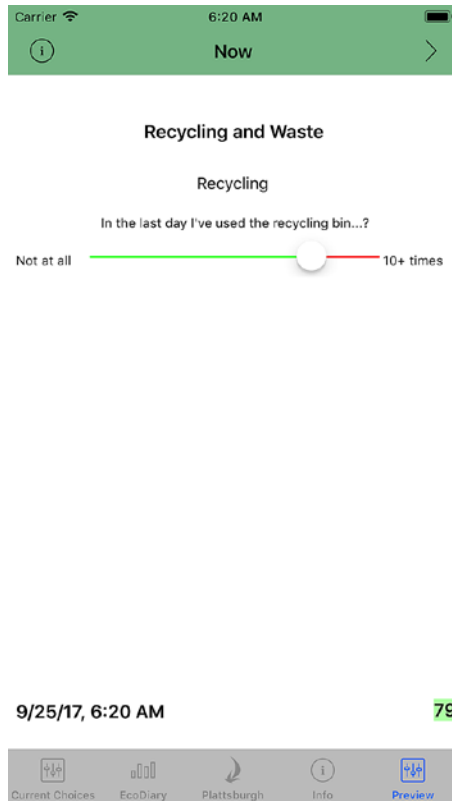 Carrier 6:20 AM
Now
Recycling and Waste
Recycling
In the last day I've used the recycling bin...?
Not at all 10+ times
9/25/17, 6:20 AM 79
Current Choices EcoDiary Plattsburgh Info Preview